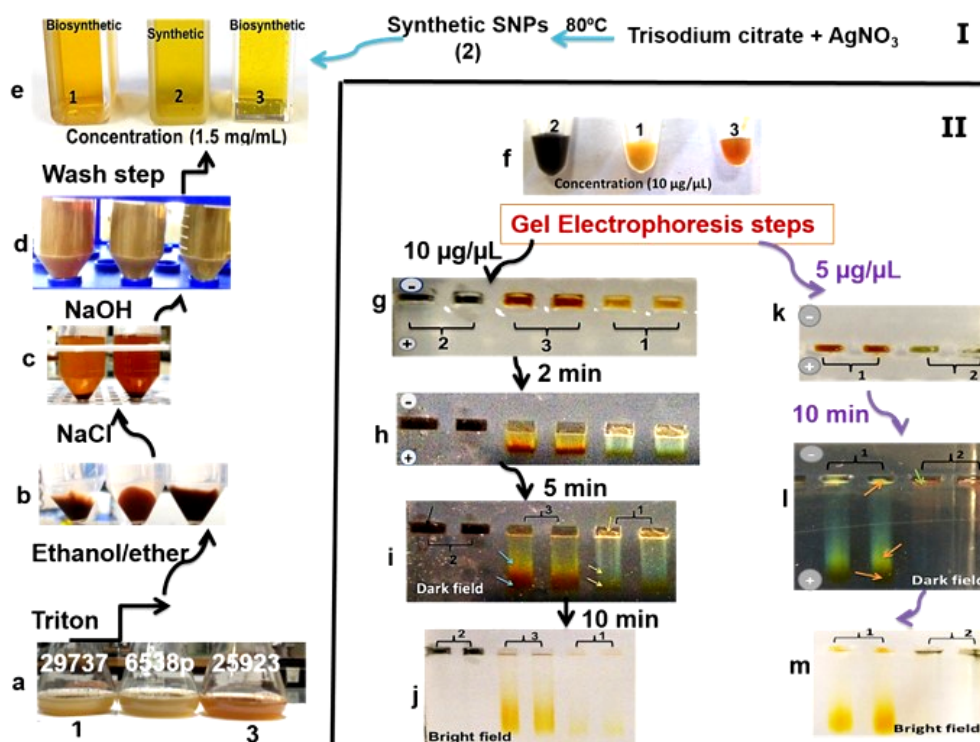 Biosynthetic
Synthetic
Biosynthetic
1
2
3
e
Concentration (1.5 mg/mL)
Synthetic SNPs
(2)
80ºC
Trisodium citrate + AgNO3
I
Wash step
d
NaOH
c
NaCl
b
Ethanol/ether
Triton
29737
6538p
25923
a
1
3
II
2
1
3
f
Concentration (10 µg/µL)
Gel Electrophoresis steps
10 µg/µL
g
-
+
2
3
1
2 min
h
-
+
5 min
i
2
3
1
Dark field
10 min
j
2
3
1
Bright field
5 µg/µL
k
-
+
1
2
10 min
l
-
+
1
2
Dark field
m
1
2
Bright field